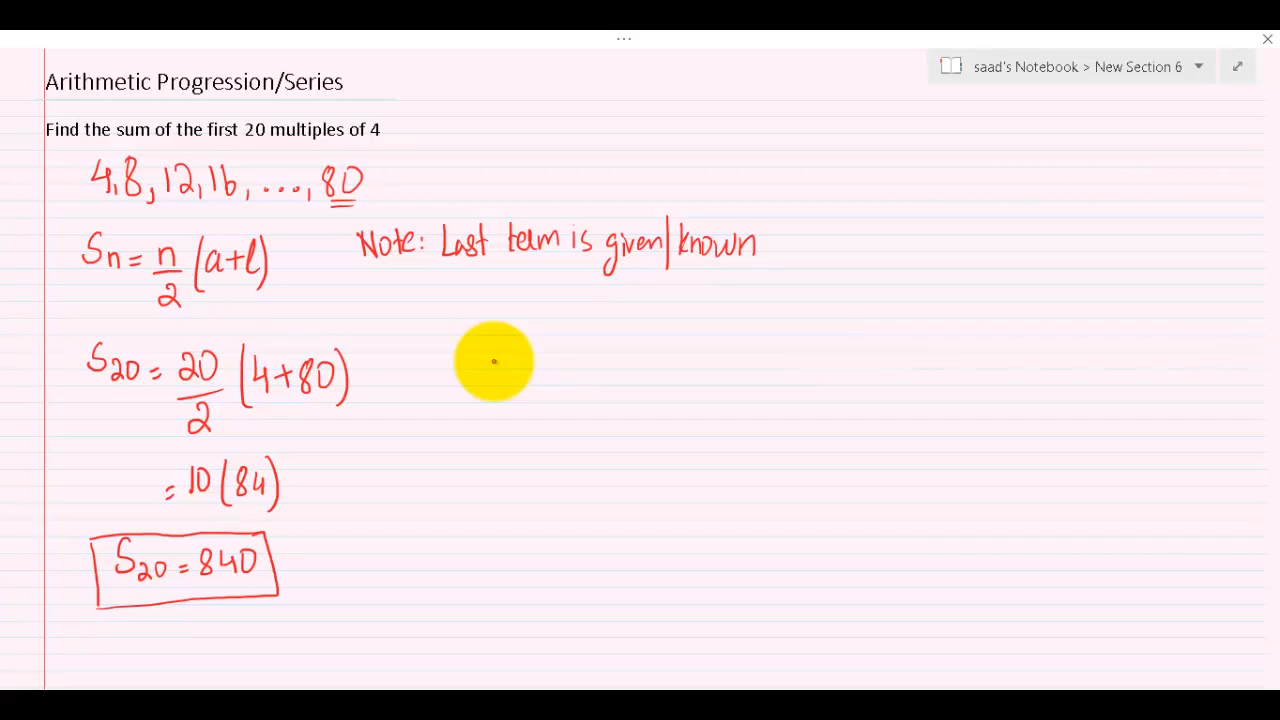 saad's Notebook > New Section 6
Arithmetic Progression/Series
Find the sum of the first 20 multiples of 4
4, 8, 12, 16, ..., 80
Sn = n/2 (a+l)
Note: Last term is given/known
S20 = 20/2 (4+80)
= 10(84)
S20 = 840